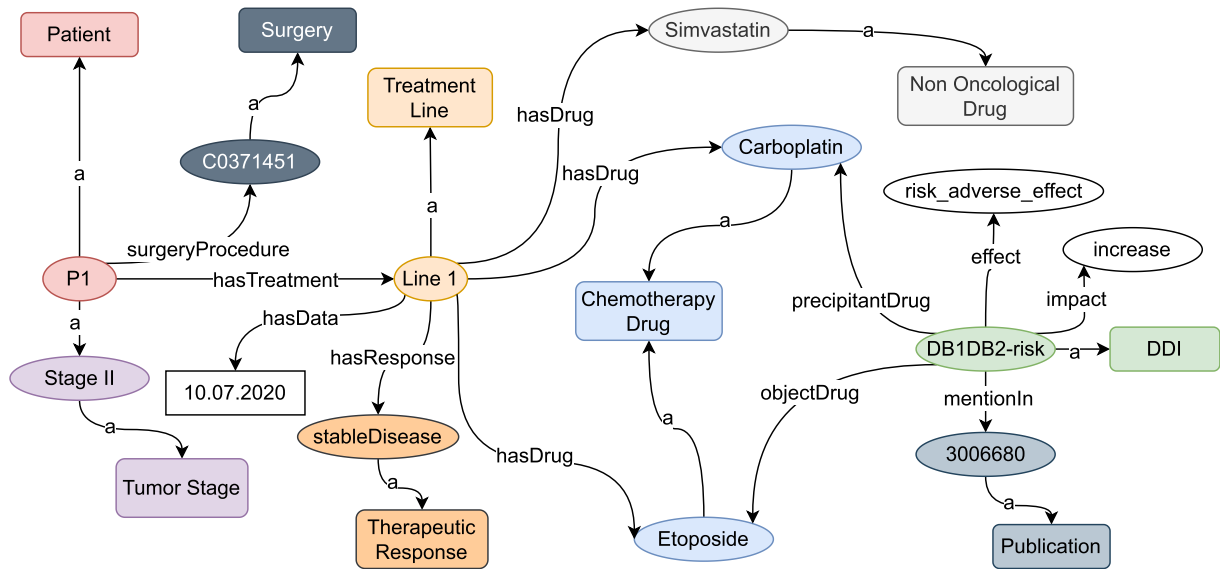 Patient
Surgery
Simvastatin
a
Treatment
Line
Non Oncological
Drug
a
hasDrug
C0371451
Carboplatin
a
hasDrug
risk_adverse_effect
a
a
surgeryProcedure
increase
effect
P1
hasTreatment
Line 1
Chemotherapy
Drug
precipitantDrug
impact
a
hasData
hasResponse
DB1DB2-risk
a
DDI
Stage II
10.07.2020
objectDrug
mentionIn
a
stableDisease
a
hasDrug
3006680
Tumor Stage
a
a
Therapeutic
Response
Etoposide
Publication